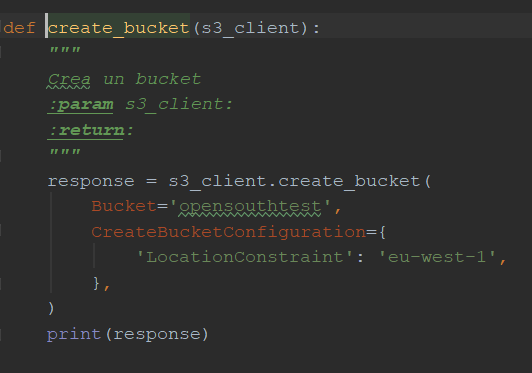 def create_bucket(s3_client):
    """
    Crea un bucket
    :param s3_client:
    :return:
    """
    response = s3_client.create_bucket(
        Bucket='opensouthtest',
        CreateBucketConfiguration={
            'LocationConstraint': 'eu-west-1',
        },
    )
    print(response)